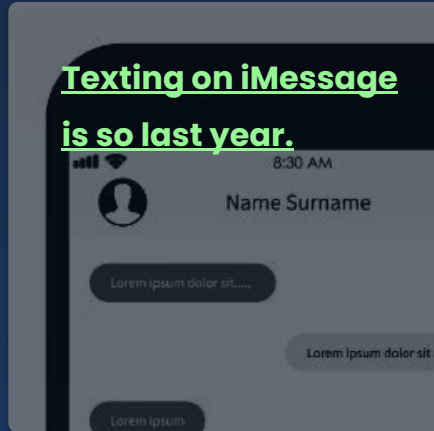 Texting on iMessage
is so last year.
8:30 AM
Name Surname
Lorem ipsum dolor sit.....
Lorem ipsum dolor sit
Lorem ipsum